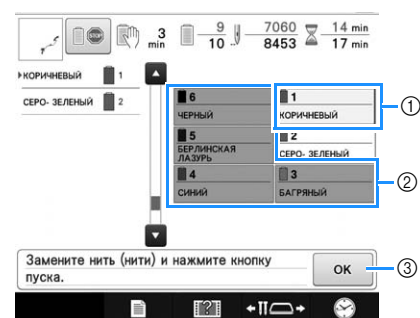 3 min
9
10
7060
8453
14 min
17 min
КОРИЧНЕВЫЙ 1
СЕРО- ЗЕЛЕНЫЙ 2
6
ЧЕРНЫЙ
1
КОРИЧНЕВЫЙ
5
БЕРЛИНСКАЯ
ЛАЗУРЬ
2
СЕРО- ЗЕЛЕНЫЙ
4
СИНИЙ
3
БАГРЯНЫЙ
1
2
Замените нить (нити) и нажмите кнопку
пуска.
OK
3